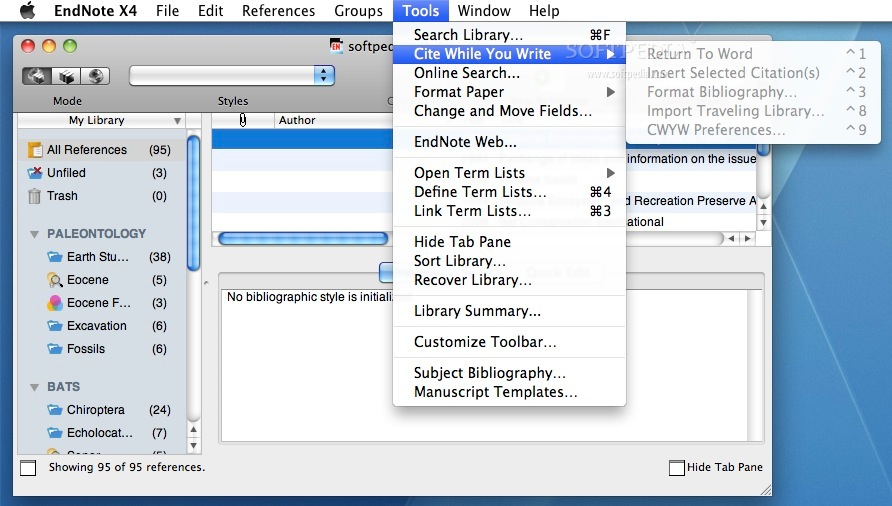 EndNote X4 File Edit References Groups Tools Window Help
softped
Search Library... ⌘F
Cite While You Write
Online Search...
Format Paper
Change and Move Fields...
EndNote Web...
Open Term Lists
Define Term Lists... ⌘4
Link Term Lists... ⌘3
Hide Tab Pane
Sort Library...
Recover Library...
Library Summary...
Customize Toolbar...
Subject Bibliography...
Manuscript Templates...
SOFTPEDIA
www.softpedia
Return To Word ^1
Insert Selected Citation(s) ^2
Format Bibliography... ^3
Import Traveling Library... ^8
CWYW Preferences... ^9
Mode
Styles
My Library
Author
All References (95)
Unfiled (3)
Trash (0)
PALEONTOLOGY
Earth Stu... (38)
Eocene (5)
Eocene F... (3)
Excavation (6)
Fossils (6)
BATS
Chiroptera (24)
Echolocat... (7)
information on the issue
d Recreation Preserve A
ational
No bibliographic style is initializ
Showing 95 of 95 references.
Hide Tab Pane